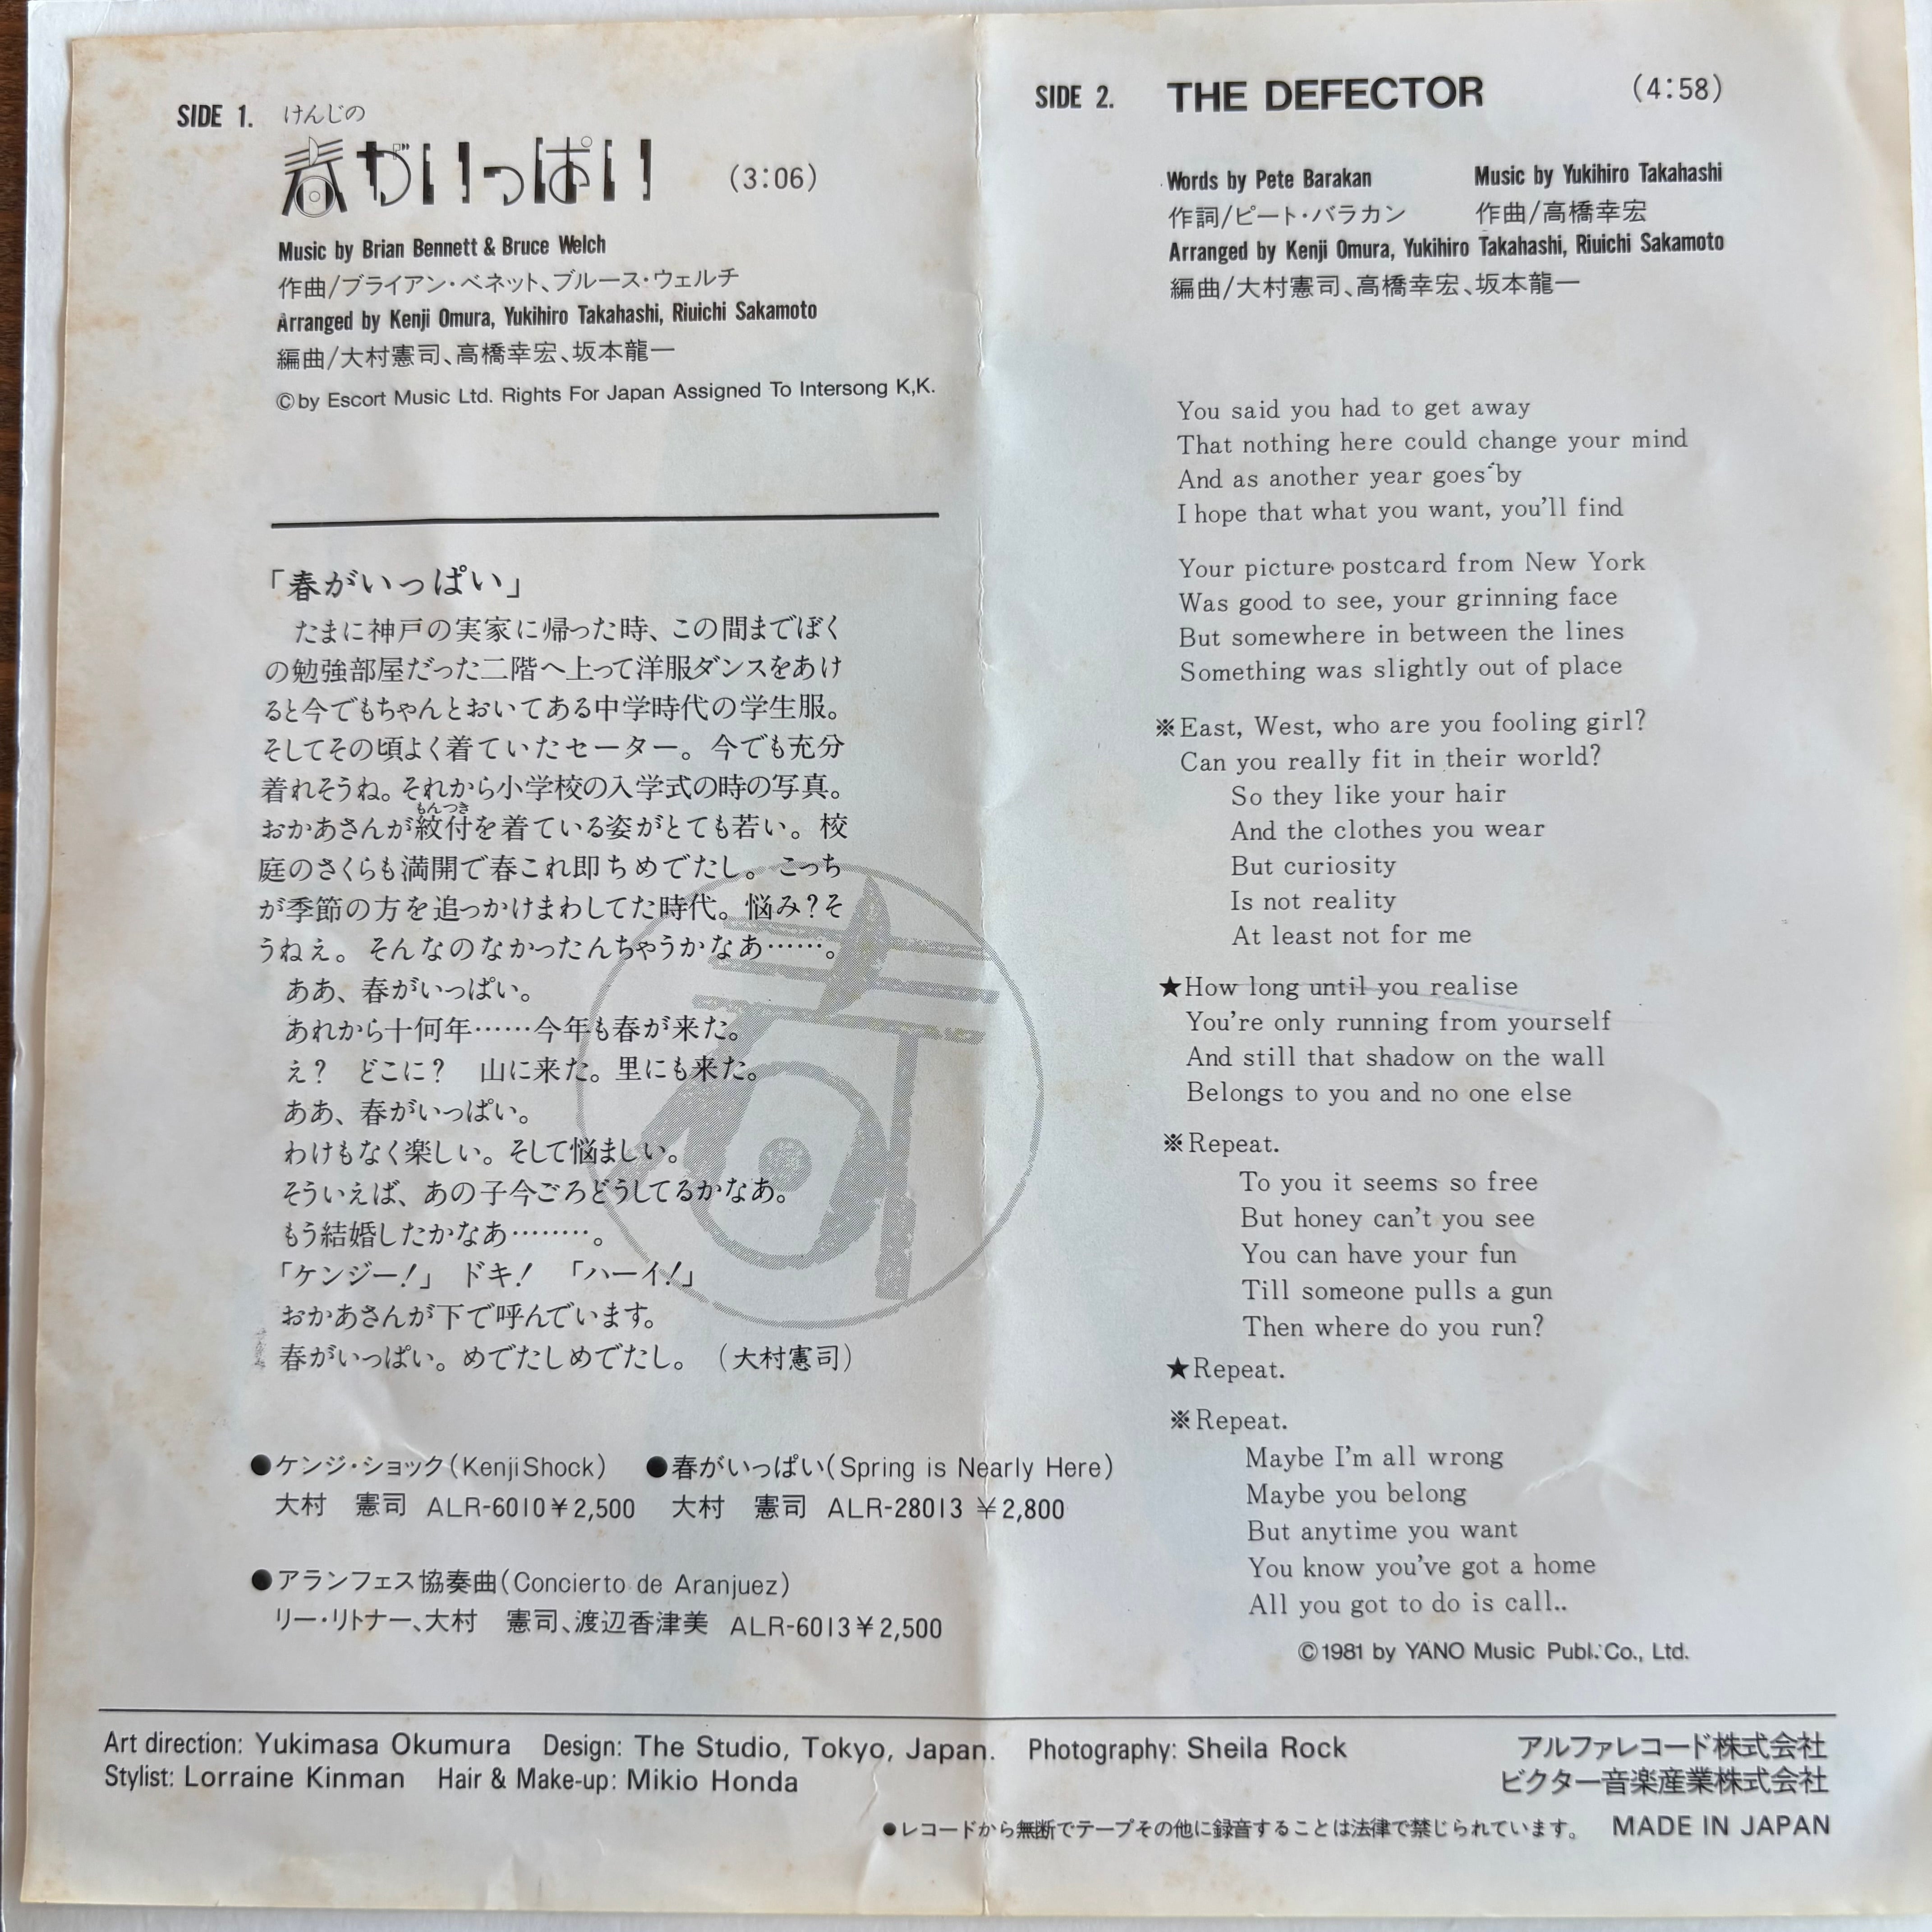 SIDE 1. けんじの
春がいっぱい (3:06)
Music by Brian Bennett & Bruce Welch
作曲/ブライアン・ベネット、ブルース・ウェルチ
Arranged by Kenji Omura, Yukihiro Takahashi, Riuichi Sakamoto
編曲/大村憲司、高橋幸宏、坂本龍一
©by Escort Music Ltd. Rights For Japan Assigned To Intersong K,K.
「春がいっぱい」
たまに神戸の実家に帰った時、この間までぼく
の勉強部屋だった二階へ上って洋服ダンスをあけ
ると今でもちゃんとおいてある中学時代の学生服。
そしてその頃よく着ていたセーター。今でも充分
着れそうね。それから小学校の入学式の時の写真。
もんつき
おかあさんが紋付を着ている姿がとても若い。校
庭のさくらも満開で春これ即ちめでたし。こっち
が季節の方を追っかけまわしてた時代。悩み?そ
うねぇ。そんなのなかったんちゃうかなあ……。
ああ、春がいっぱい。
あれから十何年……今年も春が来た。
え? どこに? 山に来た。里にも来た。
ああ、春がいっぱい。
わけもなく楽しい。そして悩ましい。
そういえば、あの子今ごろどうしてるかなあ。
もう結婚したかなあ………。
「ケンジー!」 ドキ! 「ハーイ!」
おかあさんが下で呼んでいます。
春がいっぱい。めでたしめでたし。 (大村憲司)
●ケンジ・ショック(Kenji Shock) ●春がいっぱい(Spring is Nearly Here)
大村 憲司 ALR-6010¥2,500 大村 憲司 ALR-28013 ¥2,800
●アランフェス協奏曲(Concierto de Aranjuez)
リー・リトナー、大村 憲司、渡辺香津美 ALR-6013¥2,500
SIDE 2. THE DEFECTOR (4:58)
Words by Pete Barakan Music by Yukihiro Takahashi
作詞/ピート・バラカン 作曲/高橋幸宏
Arranged by Kenji Omura, Yukihiro Takahashi, Riuichi Sakamoto
編曲/大村憲司、高橋幸宏、坂本龍一
You said you had to get away
That nothing here could change your mind
And as another year goes by
I hope that what you want, you'll find
Your picture postcard from New York
Was good to see, your grinning face
But somewhere in between the lines
Something was slightly out of place
※East, West, who are you fooling girl?
Can you really fit in their world?
So they like your hair
And the clothes you wear
But curiosity
Is not reality
At least not for me
★How long until you realise
You're only running from yourself
And still that shadow on the wall
Belongs to you and no one else
※Repeat.
To you it seems so free
But honey can't you see
You can have your fun
Till someone pulls a gun
Then where do you run?
★Repeat.
※Repeat.
Maybe I'm all wrong
Maybe you belong
But anytime you want
You know you've got a home
All you got to do is call..
©1981 by YANO Music Publ. Co., Ltd.
Art direction: Yukimasa Okumura Design: The Studio, Tokyo, Japan. Photography: Sheila Rock
Stylist: Lorraine Kinman Hair & Make-up: Mikio Honda
アルファレコード株式会社
ビクター音楽産業株式会社
●レコードから無断でテープその他に録音することは法律で禁じられています。 MADE IN JAPAN